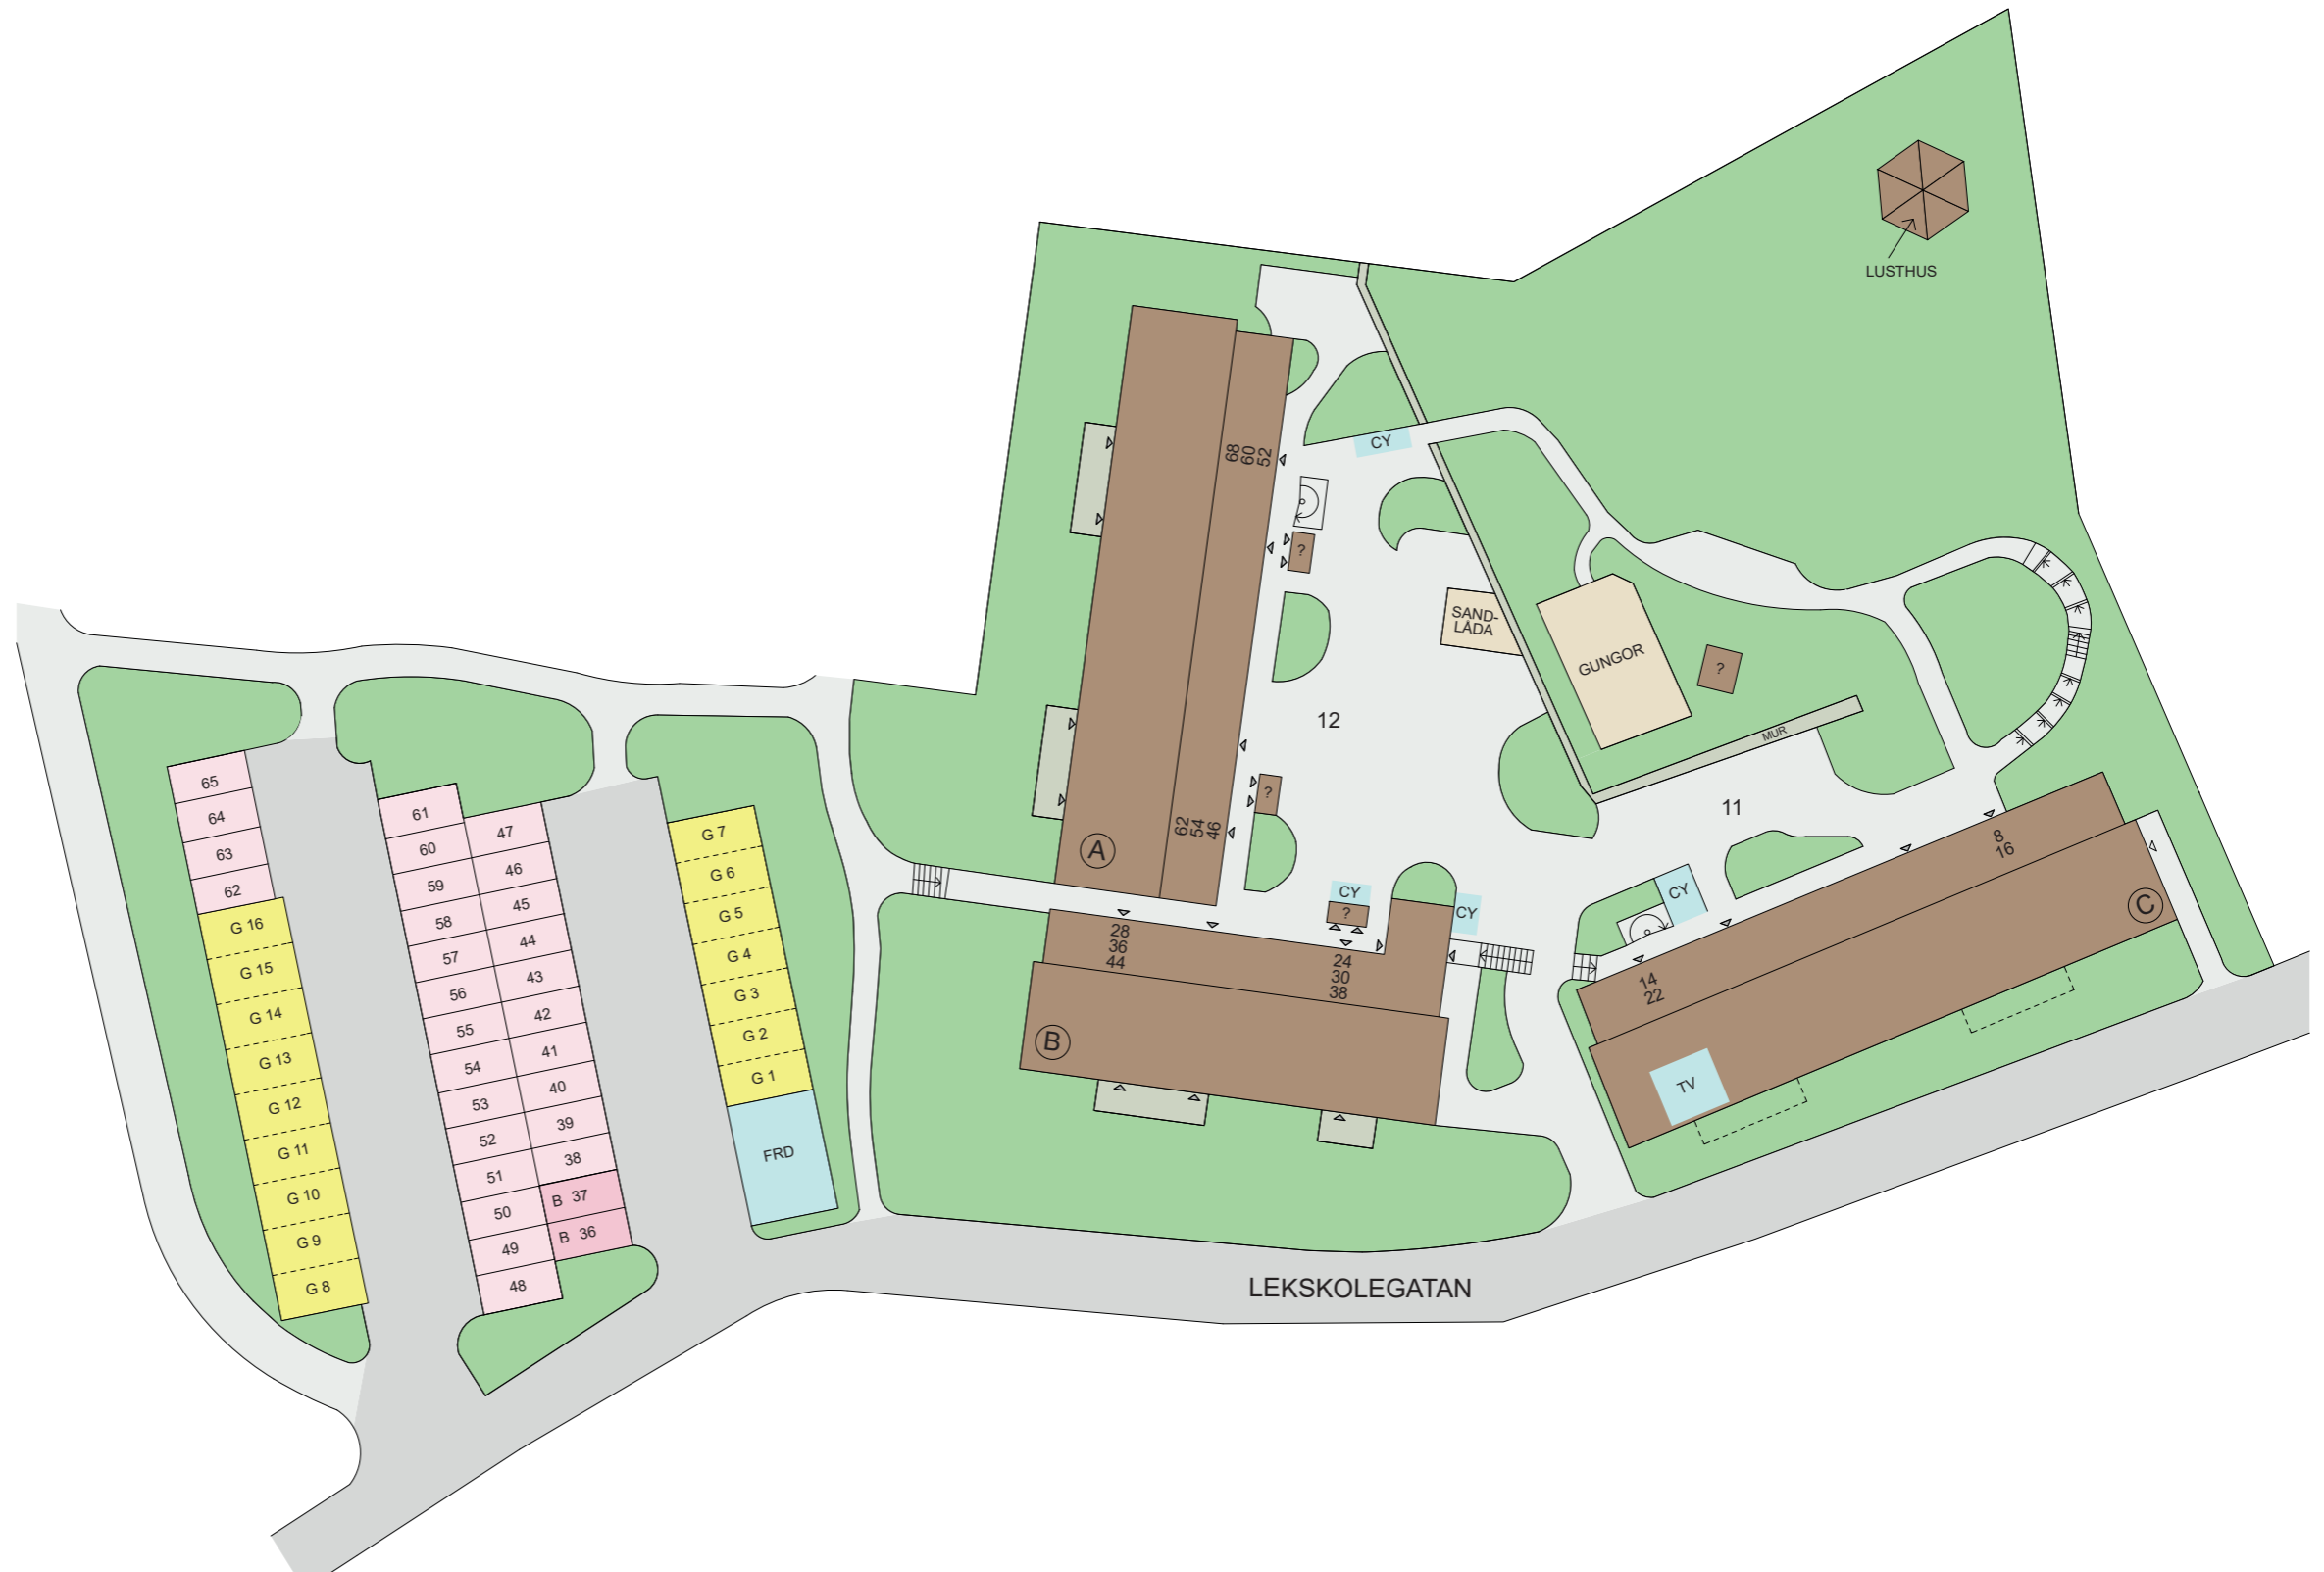 LUSTHUS
CY
68
60
52
?
SAND-
LÅDA
GUNGOR
?
12
MUR
?
11
62
54
46
A
CY
?
CY
CY
8
16
C
28
36
44
24
30
38
B
14
22
TV
65
64
63
62
G 16
G 15
G 14
G 13
G 12
G 11
G 10
G 9
G 8
61
60
59
58
57
56
55
54
53
52
51
50
49
48
47
46
45
44
43
42
41
40
39
38
B 37
B 36
G 7
G 6
G 5
G 4
G 3
G 2
G 1
FRD
LEKSKOLEGATAN